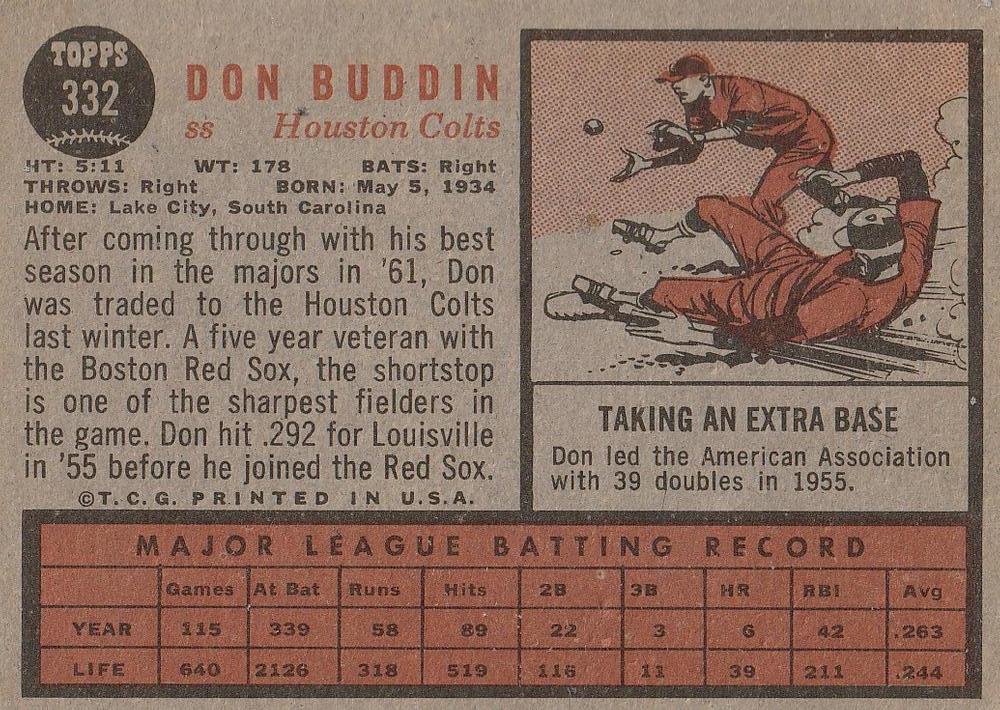 TOPPS
332
DON BUDDIN
ss Houston Colts
HT: 5:11 WT: 178 BATS: Right
THROWS: Right BORN: May 5, 1934
HOME: Lake City, South Carolina
After coming through with his best
season in the majors in '61, Don
was traded to the Houston Colts
last winter. A five year veteran with
the Boston Red Sox, the shortstop
is one of the sharpest fielders in
the game. Don hit .292 for Louisville
in '55 before he joined the Red Sox.
©T.C.G. PRINTED IN U.S.A.
TAKING AN EXTRA BASE
Don led the American Association
with 39 doubles in 1955.
MAJOR LEAGUE BATTING RECORD
Games At Bat Runs Hits 2B 3B HR RBI Avg
YEAR 115 339 58 89 22 3 6 42 .263
LIFE 640 2126 318 519 116 11 39 211 .244